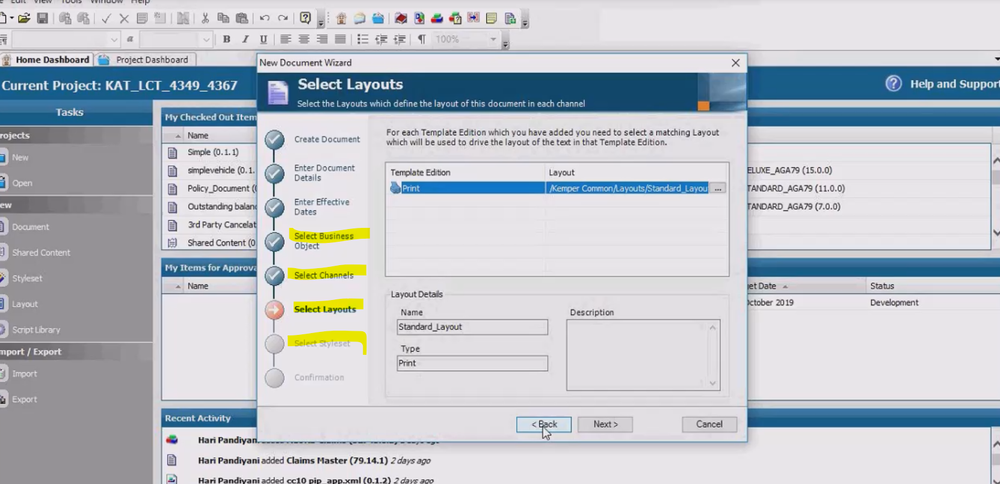 Edit View Tools Window Help
B I U 100%
Home Dashboard Project Dashboard
Current Project: KAT_LCT_4349_4367
Help and Support
Tasks
rojects
New
Open
ew
Document
Shared Content
Styleset
Layout
Script Library
mport / Export
Import
Export
My Checked Out Item
Name
Simple (0.1.1)
simplevehide (0.1.
Policy_Document (
Outstanding balan
3rd Party Cancelat
Shared Content (0
My Items for Approva
Name
Recent Activity
Hari Pandiyani added Claims Master (79.14.1) 2 days ago
Hari Pandiyani added cc10 pip_app.xml (0.1.2) 2 days ago
New Document Wizard
Select Layouts
Select the Layouts which define the layout of this document in each channel
Create Document
Enter Document
Details
Enter Effective
Dates
Select Business
Object
Select Channels
Select Layouts
Select Styleset
Confirmation
For each Template Edition which you have added you need to select a matching Layout
which will be used to drive the layout of the text in that Template Edition.
Template Edition Layout
Print /Kemper Common/Layouts/Standard_Layou ...
Layout Details
Name
Standard_Layout
Type
Print
Description
< Back Next > Cancel
ELUXE_AGA79 (15.0.0)
TANDARD_AGA79 (11.0.0)
TANDARD_AGA79 (7.0.0)
et Date Status
ctober 2019 Development